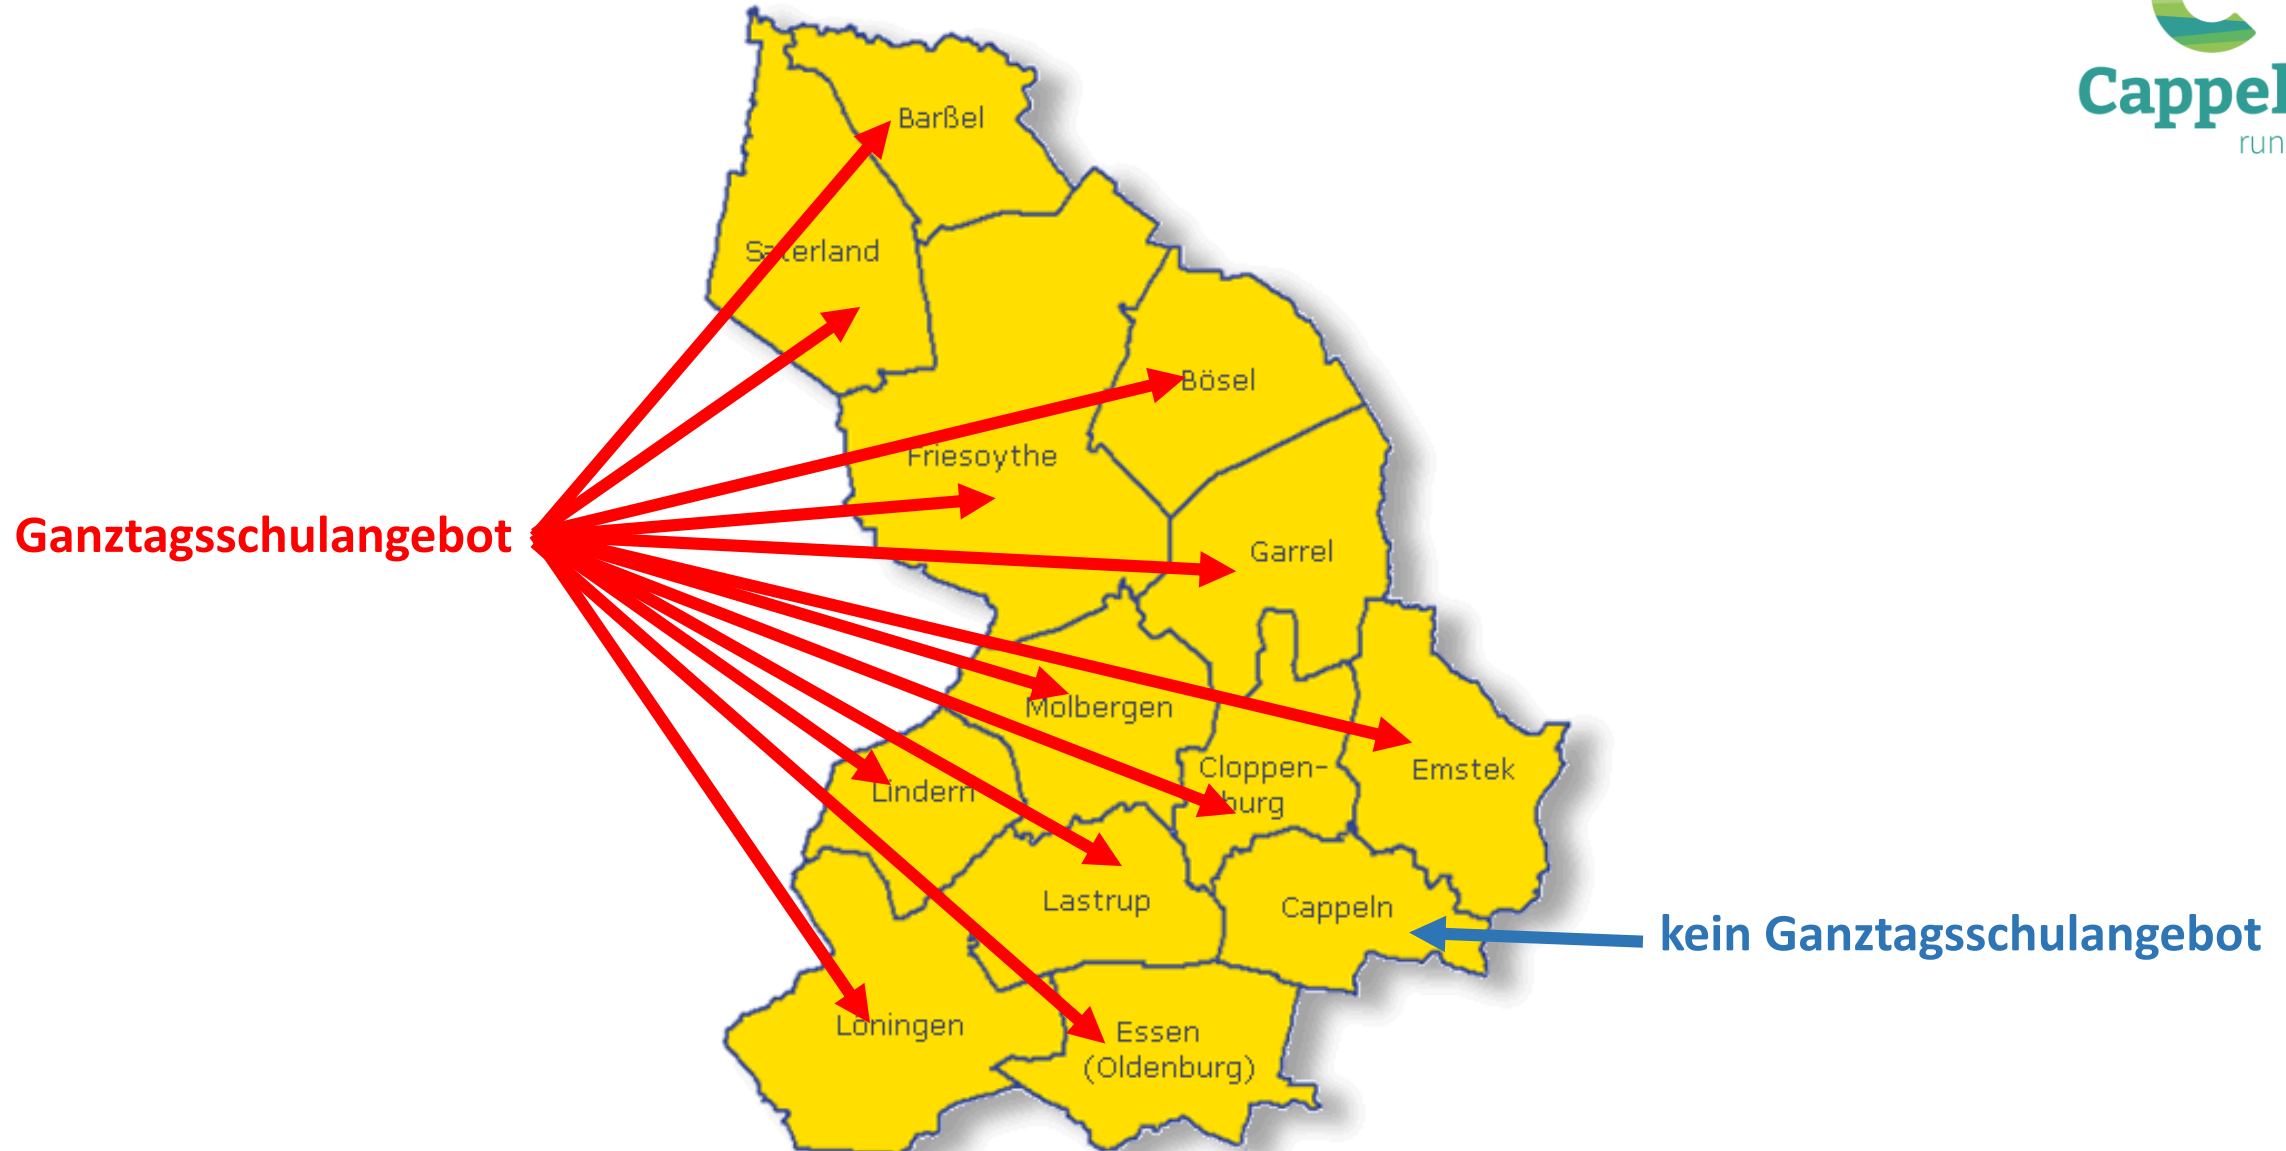 Cappel
run
Barßel
Saterland
Bösel
Friesoythe
Ganztagsschulangebot
Garrel
Molbergen
Cloppen-
burg
Emstek
Lindern
Lastrup
Cappeln
kein Ganztagsschulangebot
Löningen
Essen
(Oldenburg)